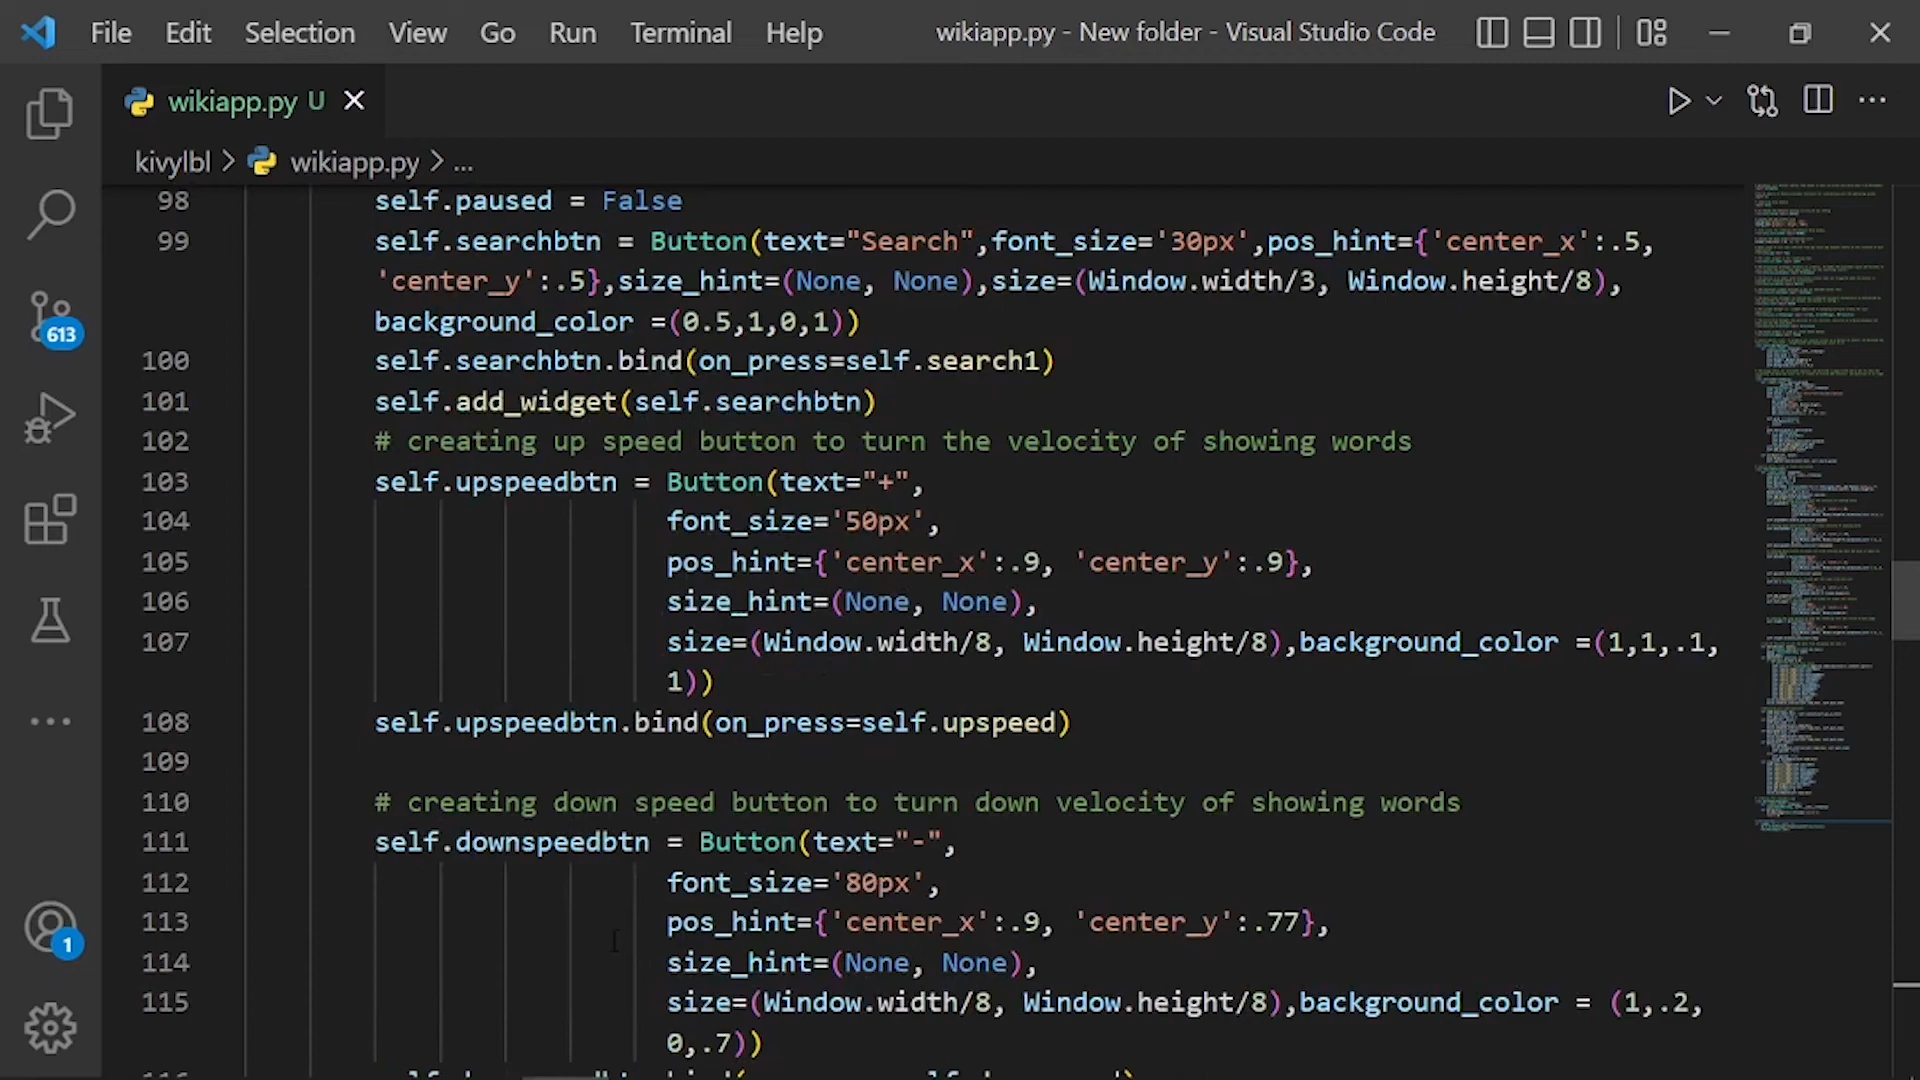 File Edit Selection View Go Run Terminal Help wikiapp.py - New folder - Visual Studio Code
wikiapp.py U
kivylbl > wikiapp.py > ...
98 self.paused = False
99 self.searchbtn = Button(text="Search",font_size='30px',pos_hint={'center_x':.5,
'center_y':.5},size_hint=(None, None),size=(Window.width/3, Window.height/8),
background_color =(0.5,1,0,1))
100 self.searchbtn.bind(on_press=self.search1)
101 self.add_widget(self.searchbtn)
102 # creating up speed button to turn the velocity of showing words
103 self.upspeedbtn = Button(text="+",
104 font_size='50px',
105 pos_hint={'center_x':.9, 'center_y':.9},
106 size_hint=(None, None),
107 size=(Window.width/8, Window.height/8),background_color =(1,1,.1,
1))
108 self.upspeedbtn.bind(on_press=self.upspeed)
109
110 # creating down speed button to turn down velocity of showing words
111 self.downspeedbtn = Button(text="-",
112 font_size='80px',
113 pos_hint={'center_x':.9, 'center_y':.77},
114 size_hint=(None, None),
115 size=(Window.width/8, Window.height/8),background_color = (1,.2,
0,.7))
613
1